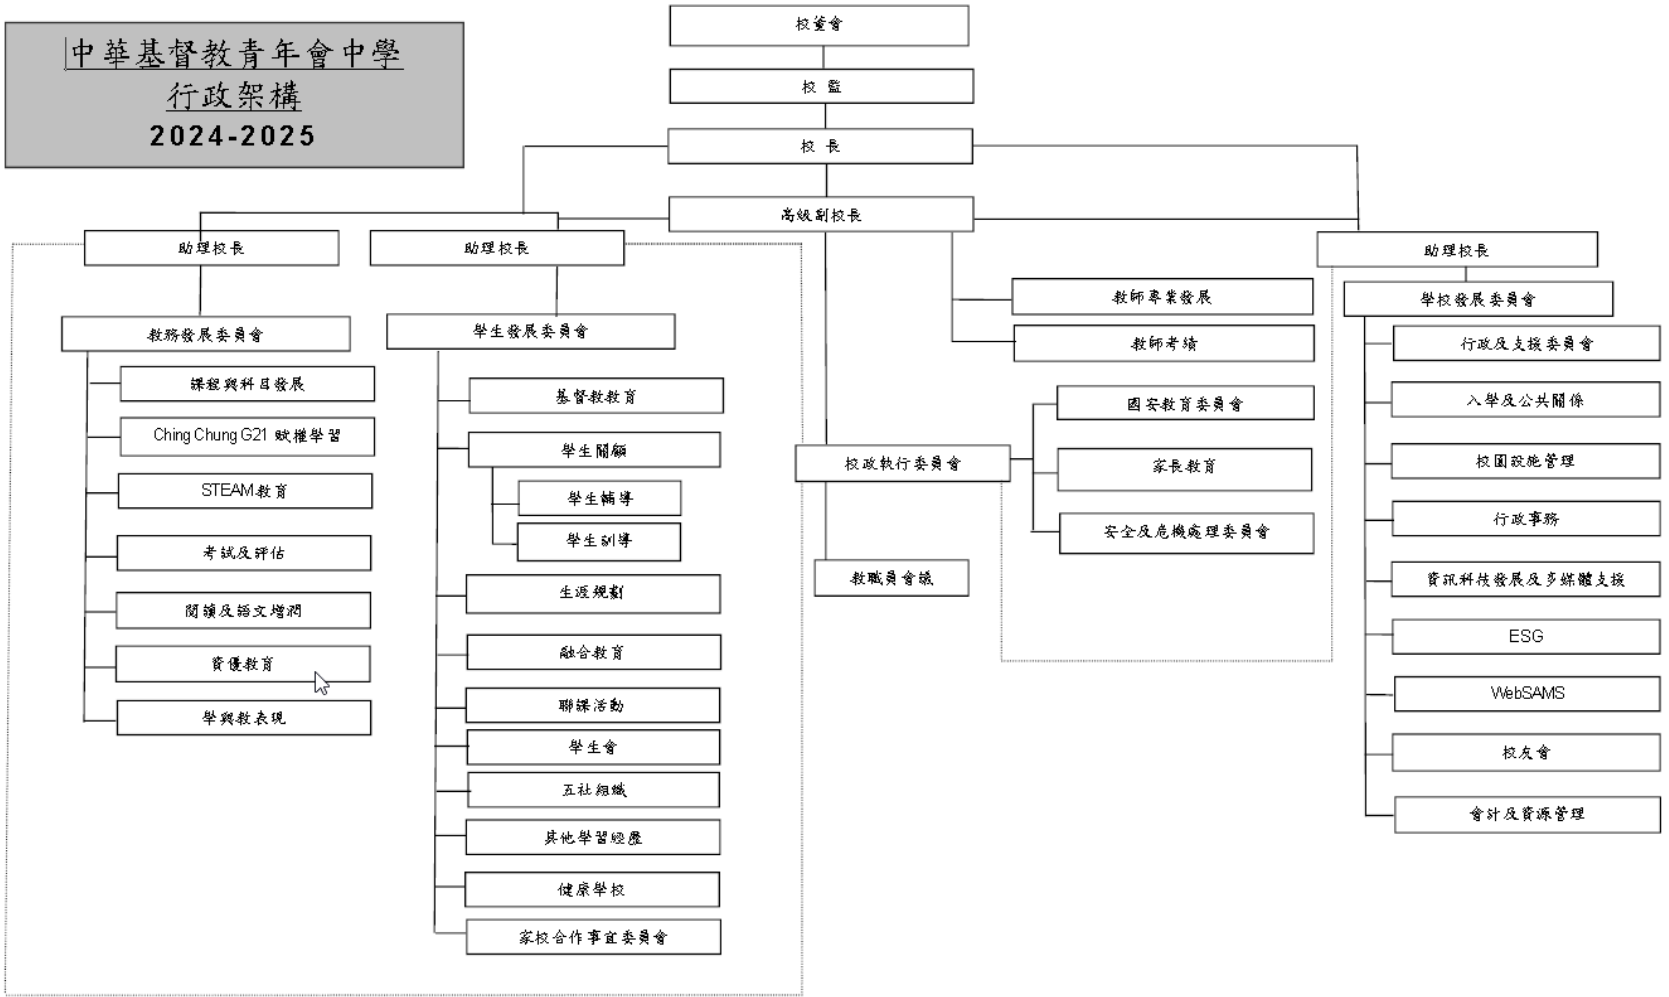 中華基督教青年會中學
行政架構
2024-2025
校董會
校 監
校 長
高級副校長
助理校長
助理校長
助理校長
教務發展委員會
課程與科目發展
Ching Chung G21 賦權學習
STEAM教育
考試及評估
閱讀及語文增潤
資優教育
學與教表現
學生發展委員會
基督教教育
學生關顧
學生輔導
學生訓導
生涯規劃
融合教育
聯課活動
學生會
五社組織
其他學習經歷
健康學校
家校合作事宜委員會
教師專業發展
教師考績
校政執行委員會
國安教育委員會
家長教育
安全及危機處理委員會
教職員會議
學校發展委員會
行政及支援委員會
入學及公共關係
校園設施管理
行政事務
資訊科技發展及多媒體支援
ESG
WebSAMS
校友會
會計及資源管理